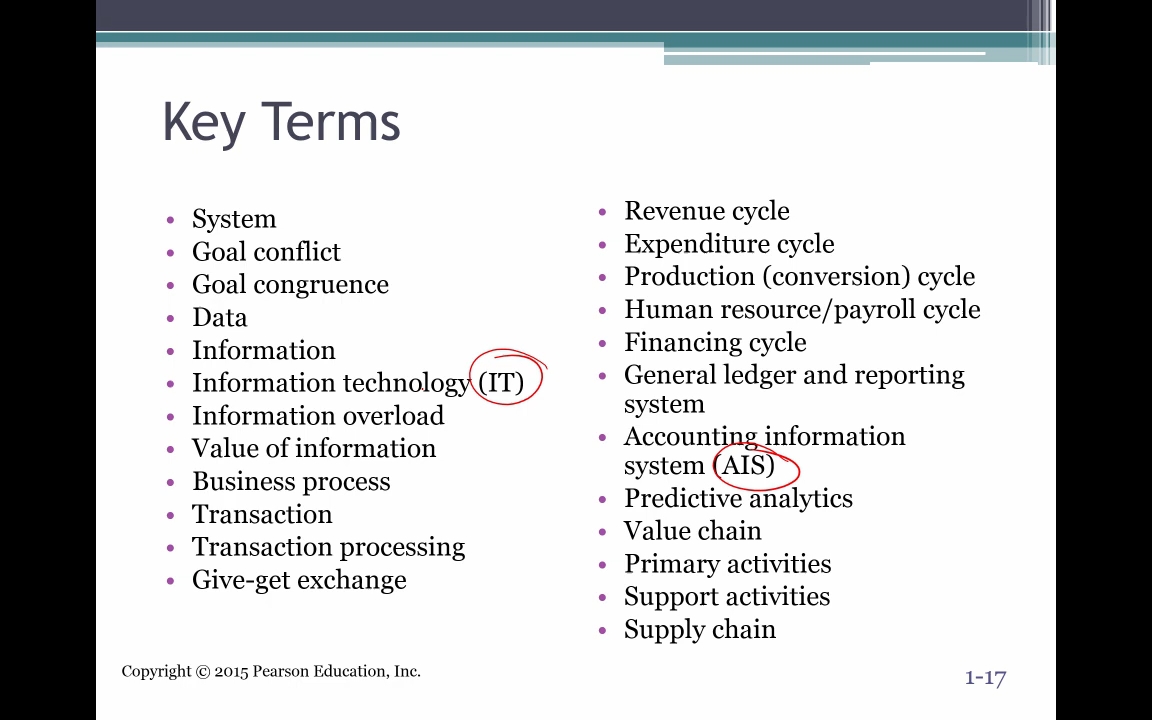 Key Terms
• System
• Goal conflict
• Goal congruence
• Data
• Information
• Information technology (IT)
• Information overload
• Value of information
• Business process
• Transaction
• Transaction processing
• Give-get exchange
• Revenue cycle
• Expenditure cycle
• Production (conversion) cycle
• Human resource/payroll cycle
• Financing cycle
• General ledger and reporting
system
• Accounting information
system (AIS)
• Predictive analytics
• Value chain
• Primary activities
• Support activities
• Supply chain
Copyright © 2015 Pearson Education, Inc.
1-17